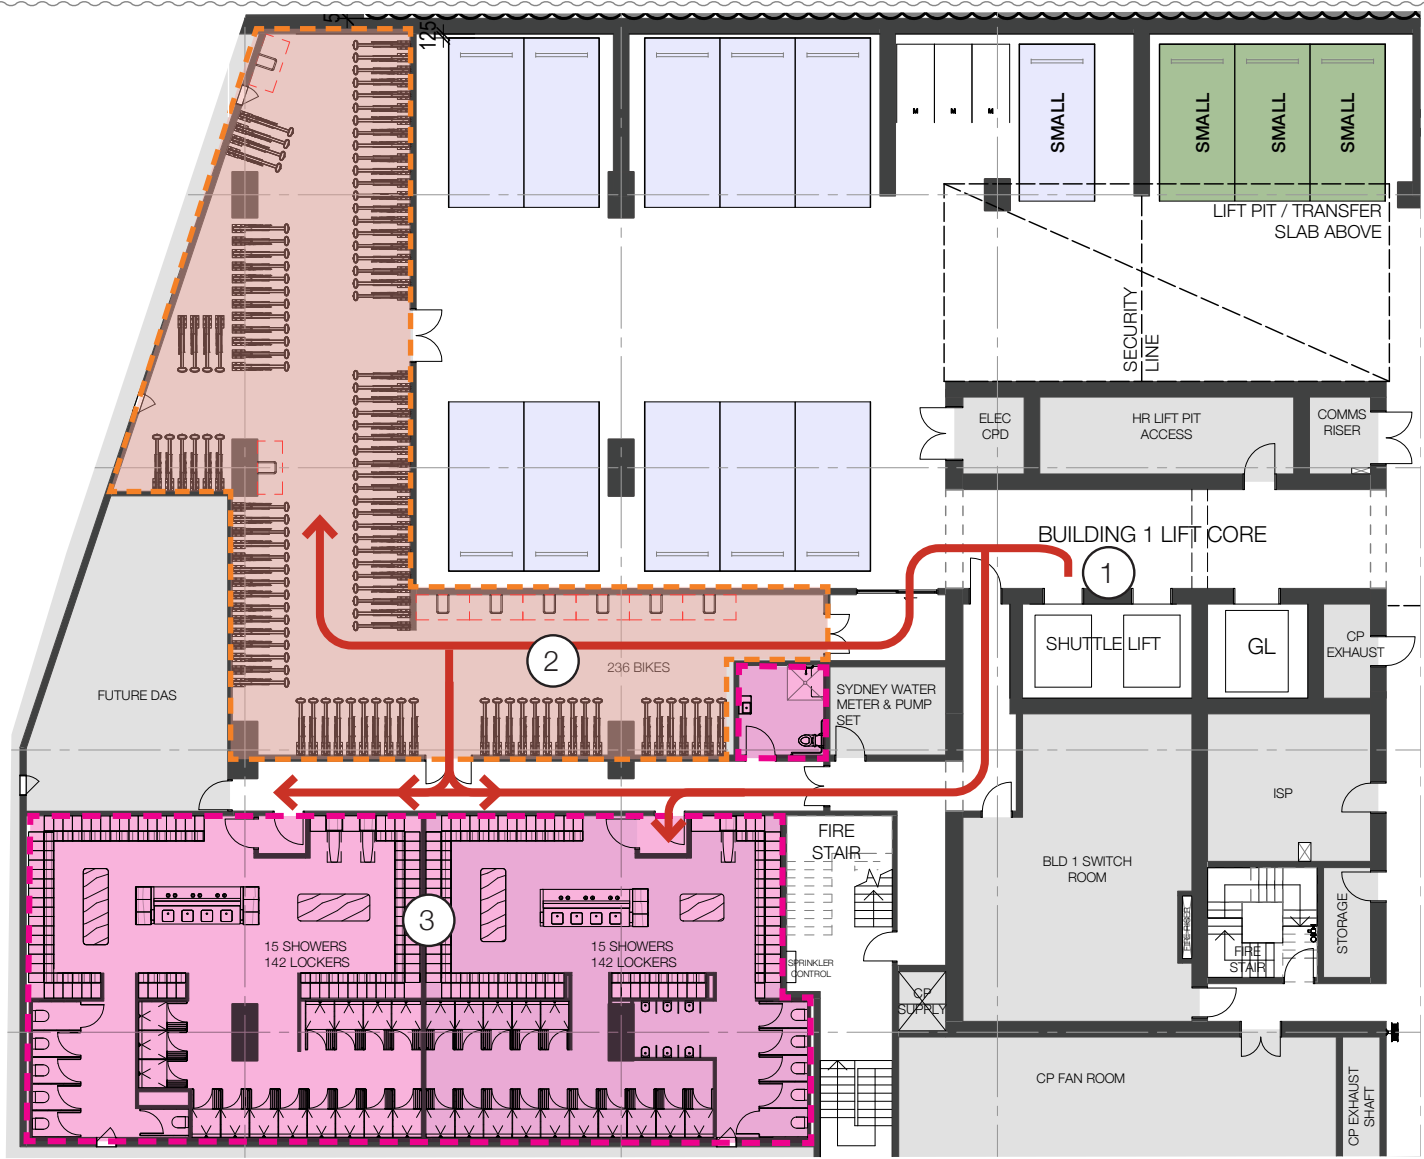 5
125
M
M
M
SMALL
SMALL
SMALL
SMALL
LIFT PIT / TRANSFER
SLAB ABOVE
SECURITY
LINE
ELEC
CPD
HR LIFT PIT
ACCESS
COMMS
RISER
BUILDING 1 LIFT CORE
1
SHUTTLE LIFT
GL
CP
EXHAUST
2
236 BIKES
FUTURE DAS
SYDNEY WATER
METER & PUMP
SET
ISP
FIRE
STAIR
BLD 1 SWITCH
ROOM
3
15 SHOWERS
142 LOCKERS
15 SHOWERS
142 LOCKERS
SPRINKLER
CONTROL
FIRE RISER
FIRE
STAIR
STORAGE
CP
SUPPLY
CP FAN ROOM
CP EXHAUST
SHAFT